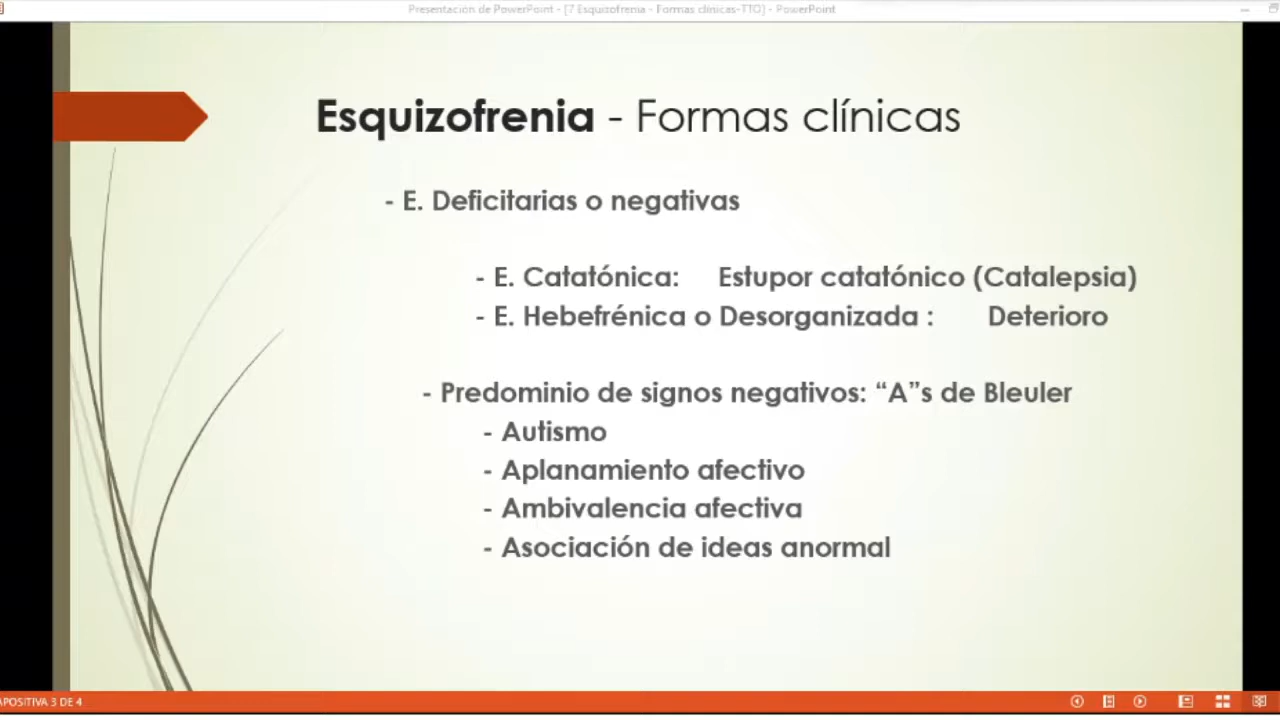 Presentación de PowerPoint - [7 Esquizofrenia - Formas clínicas-TTO] - PowerPoint
Esquizofrenia - Formas clínicas
- E. Deficitarias o negativas
- E. Catatónica: Estupor catatónico (Catalepsia)
- E. Hebefrénica o Desorganizada : Deterioro
- Predominio de signos negativos: “A”s de Bleuler
- Autismo
- Aplanamiento afectivo
- Ambivalencia afectiva
- Asociación de ideas anormal
APOSITIVA 3 DE 4